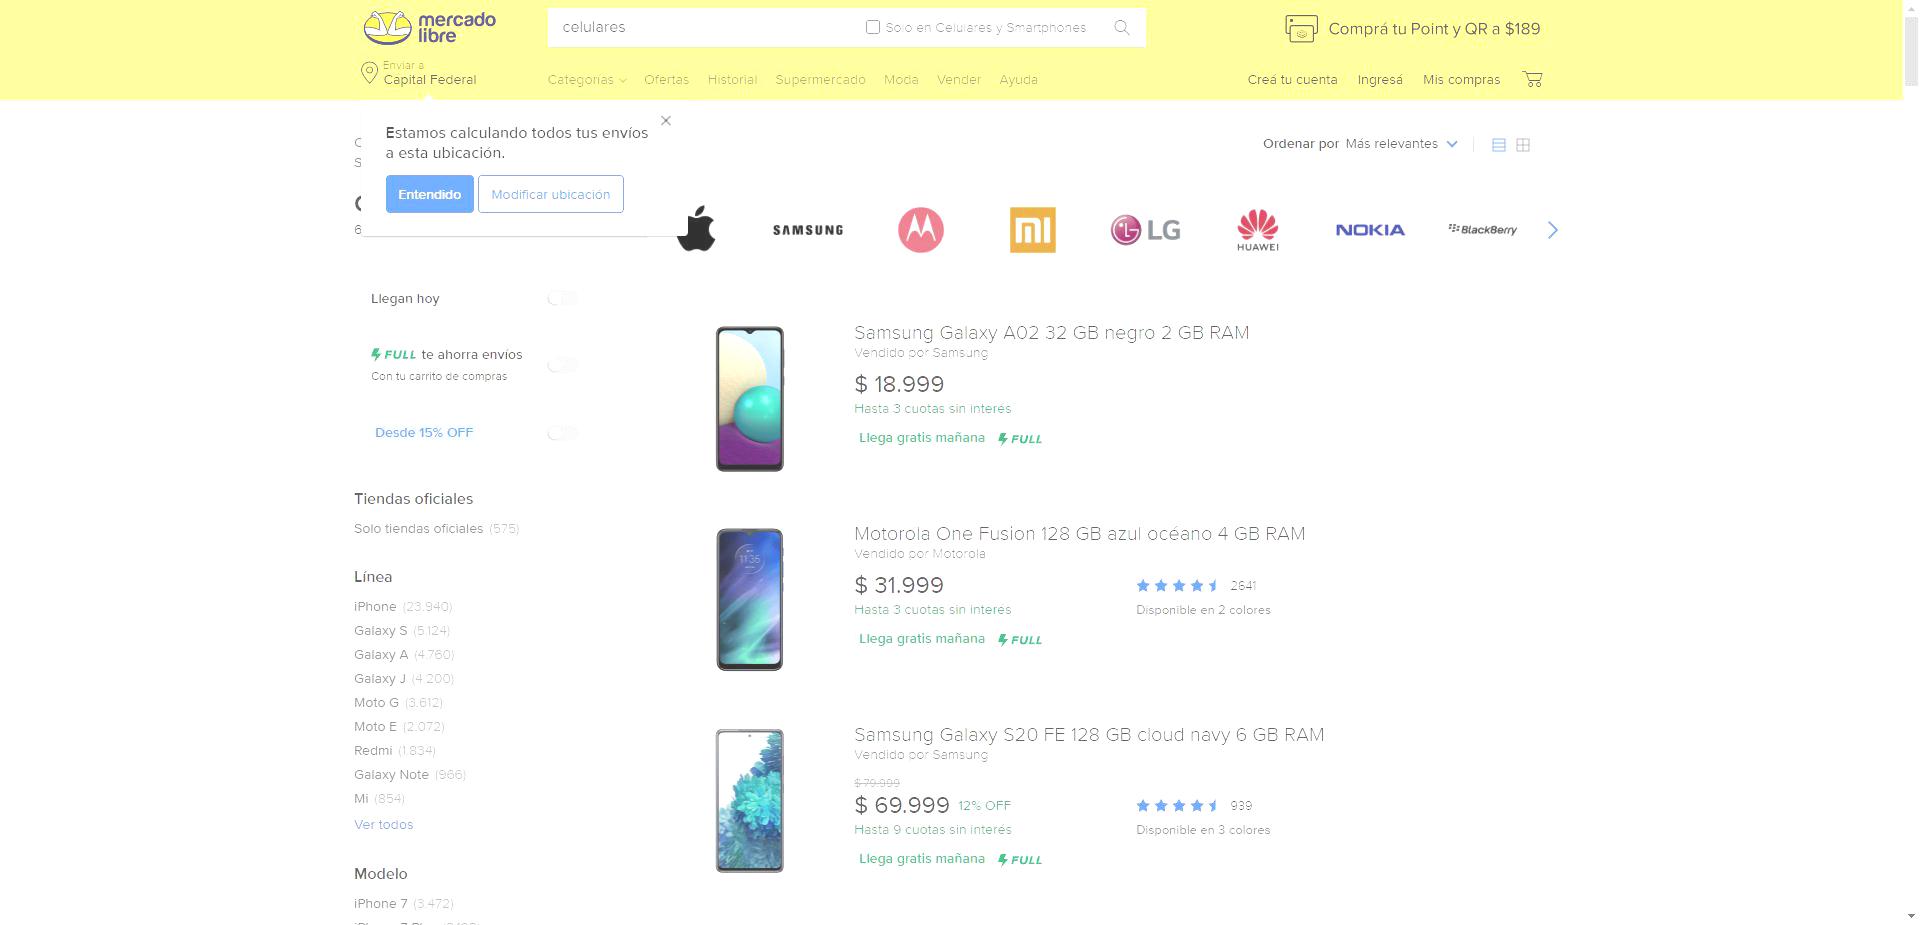 mercado
libre
celulares
Solo en Celulares y Smartphones
Comprá tu Point y QR a $189
Enviar a
Capital Federal
Categorías
Ofertas
Historial
Supermercado
Moda
Vender
Ayuda
Creá tu cuenta
Ingresá
Mis compras
Estamos calculando todos tus envíos
a esta ubicación.
Entendido
Modificar ubicación
Ordenar por Más relevantes
SAMSUNG
mi
LG
HUAWEI
NOKIA
BlackBerry
Llegan hoy
FULL te ahorra envíos
Con tu carrito de compras
Desde 15% OFF
Tiendas oficiales
Solo tiendas oficiales (575)
Línea
iPhone (23.940)
Galaxy S (5.124)
Galaxy A (4.760)
Galaxy J (4.200)
Moto G (3.612)
Moto E (2.072)
Redmi (1.834)
Galaxy Note (966)
Mi (854)
Ver todos
Modelo
iPhone 7 (3.472)
Samsung Galaxy A02 32 GB negro 2 GB RAM
Vendido por Samsung
$ 18.999
Hasta 3 cuotas sin interés
Llega gratis mañana FULL
11:35
Motorola One Fusion 128 GB azul océano 4 GB RAM
Vendido por Motorola
$ 31.999
2641
Hasta 3 cuotas sin interés
Disponible en 2 colores
Llega gratis mañana FULL
Samsung Galaxy S20 FE 128 GB cloud navy 6 GB RAM
Vendido por Samsung
$ 79.999
$ 69.999 12% OFF
939
Hasta 9 cuotas sin interés
Disponible en 3 colores
Llega gratis mañana FULL